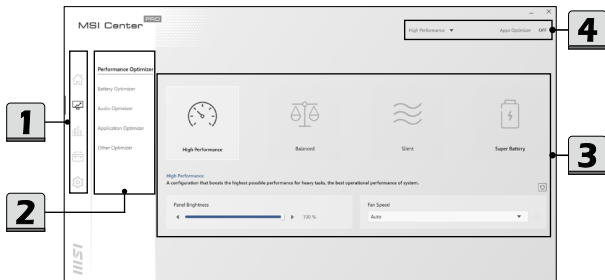 MSI Center PRO
High Performance
Apps Optimizer OFF
4
Performance Optimizer
Battery Optimizer
Audio Optimizer
Application Optimizer
Other Optimizer
1
2
3
High Performance
Balanced
Silent
Super Battery
High Performance
A configuration that boosts the highest possible performance for heavy tasks, the best operational performance of system.
Panel Brightness
100 %
Fan Speed
Auto
msi